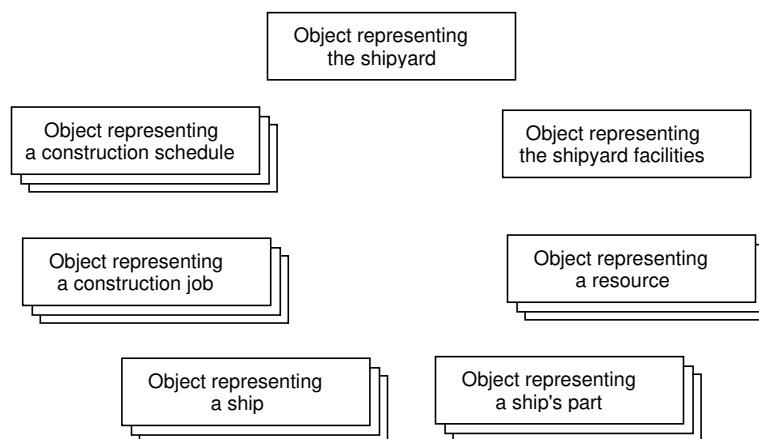 Object representing
the shipyard
Object representing
a construction schedule
Object representing
the shipyard facilities
Object representing
a construction job
Object representing
a resource
Object representing
a ship
Object representing
a ship's part